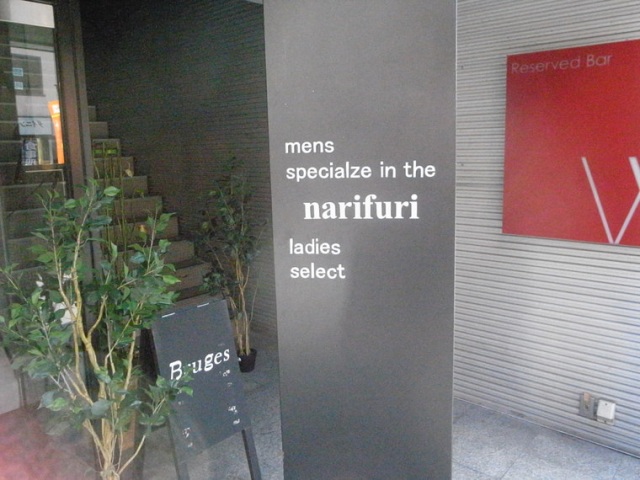 mens
specialze in the
narifuri
ladies
select
Bruges
Reserved Bar